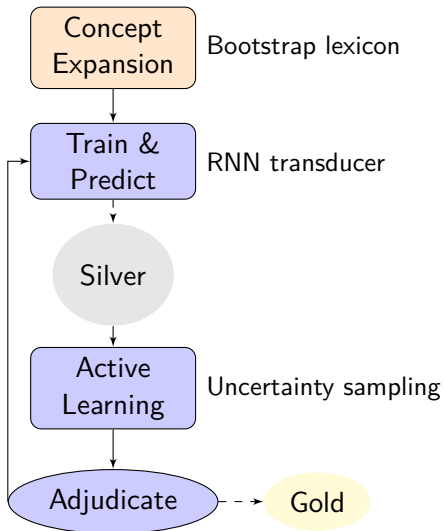 Concept
Expansion
Bootstrap lexicon
Train &
Predict
RNN transducer
Silver
Active
Learning
Uncertainty sampling
Adjudicate
Gold